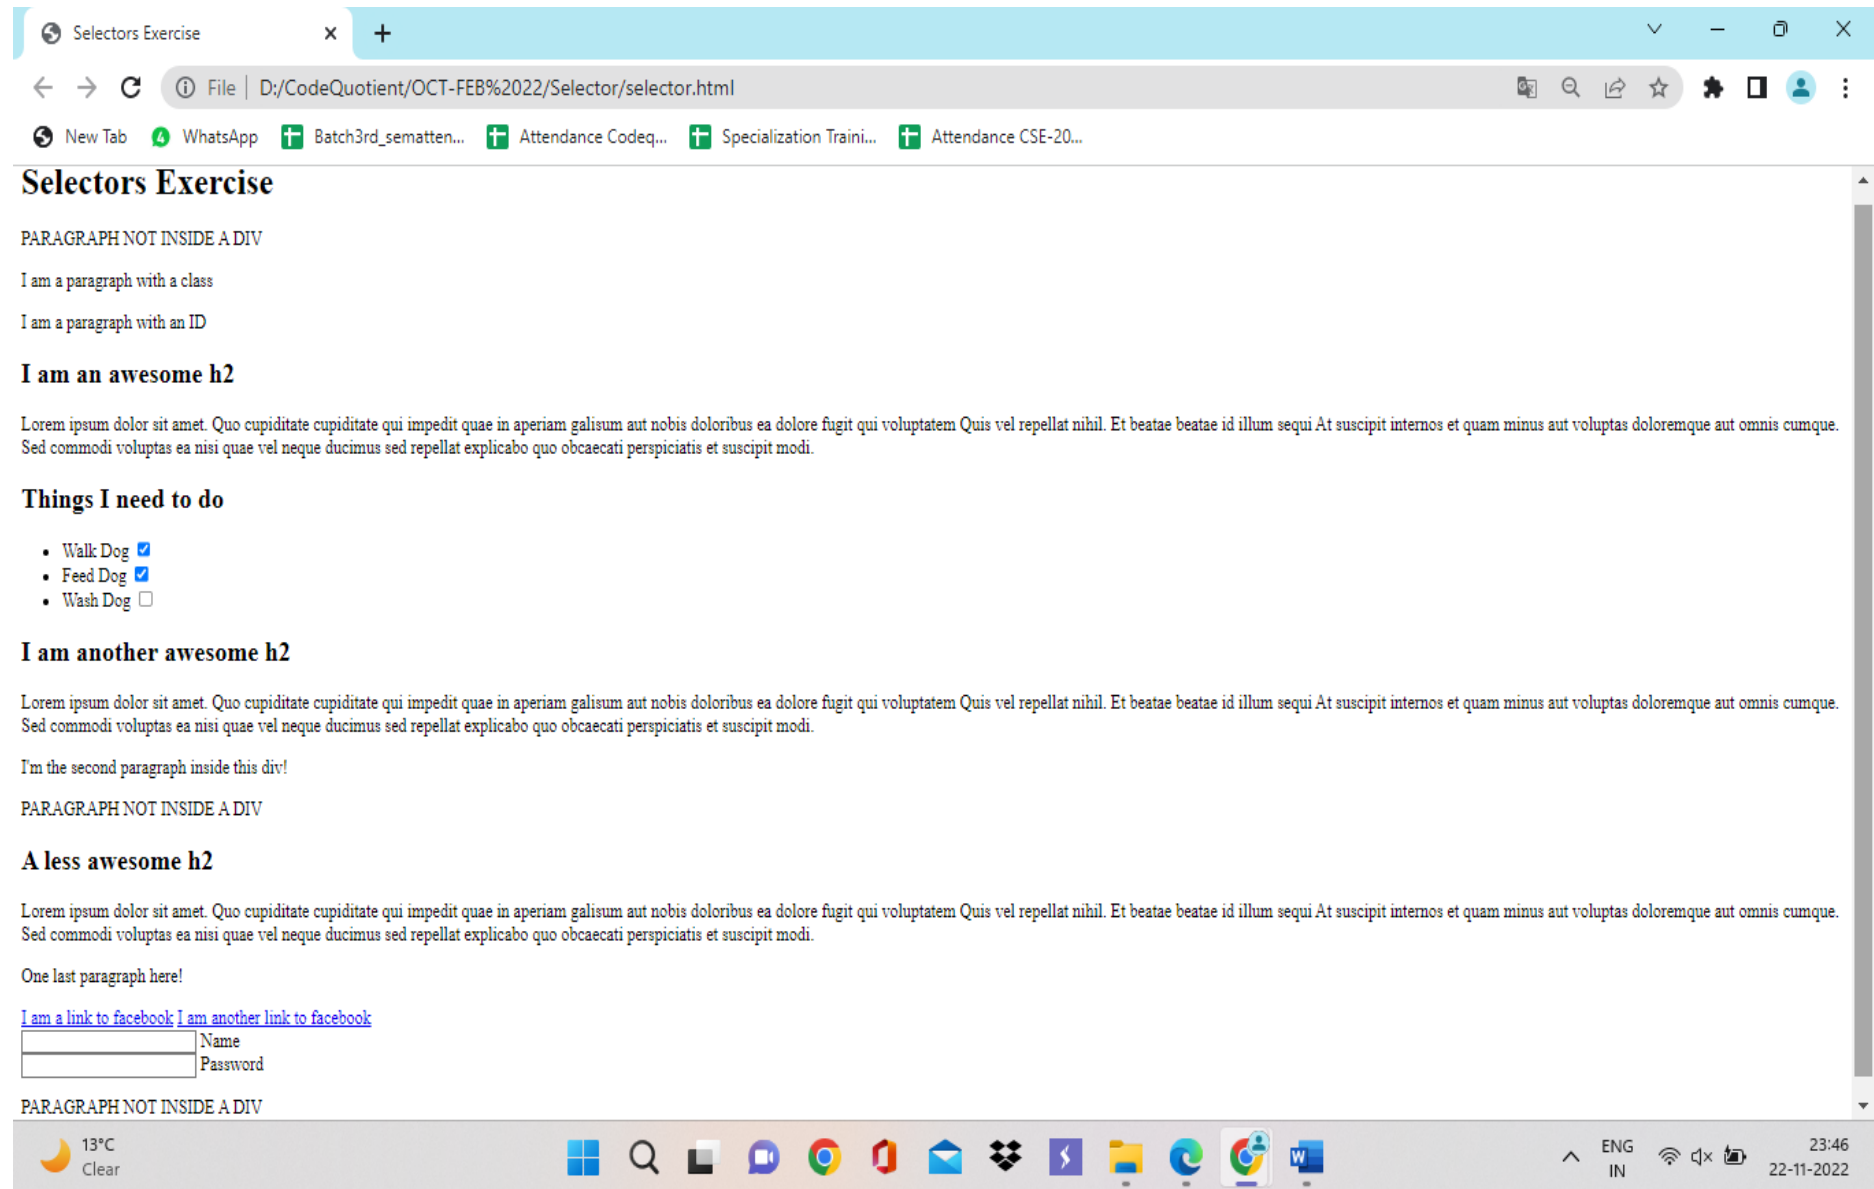 Selectors Exercise
File | D:/CodeQuotient/OCT-FEB%2022/Selector/selector.html
New Tab WhatsApp Batch3rd_sematten... Attendance Codeq... Specialization Traini... Attendance CSE-20...
Selectors Exercise
PARAGRAPH NOT INSIDE A DIV
I am a paragraph with a class
I am a paragraph with an ID
I am an awesome h2
Lorem ipsum dolor sit amet. Quo cupiditate cupiditate qui impedit quae in aperiam galisum aut nobis doloribus ea dolore fugit qui voluptatem Quis vel repellat nihil. Et beatae beatae id illum sequi At suscipit internos et quam minus aut voluptas doloremque aut omnis cumque.
Sed commodi voluptas ea nisi quae vel neque ducimus sed repellat explicabo quo obcaecati perspiciatis et suscipit modi.
Things I need to do
• Walk Dog
• Feed Dog
• Wash Dog
I am another awesome h2
Lorem ipsum dolor sit amet. Quo cupiditate cupiditate qui impedit quae in aperiam galisum aut nobis doloribus ea dolore fugit qui voluptatem Quis vel repellat nihil. Et beatae beatae id illum sequi At suscipit internos et quam minus aut voluptas doloremque aut omnis cumque.
Sed commodi voluptas ea nisi quae vel neque ducimus sed repellat explicabo quo obcaecati perspiciatis et suscipit modi.
I'm the second paragraph inside this div!
PARAGRAPH NOT INSIDE A DIV
A less awesome h2
Lorem ipsum dolor sit amet. Quo cupiditate cupiditate qui impedit quae in aperiam galisum aut nobis doloribus ea dolore fugit qui voluptatem Quis vel repellat nihil. Et beatae beatae id illum sequi At suscipit internos et quam minus aut voluptas doloremque aut omnis cumque.
Sed commodi voluptas ea nisi quae vel neque ducimus sed repellat explicabo quo obcaecati perspiciatis et suscipit modi.
One last paragraph here!
I am a link to facebook I am another link to facebook
Name
Password
PARAGRAPH NOT INSIDE A DIV
13°C
Clear
ENG
IN
23:46
22-11-2022